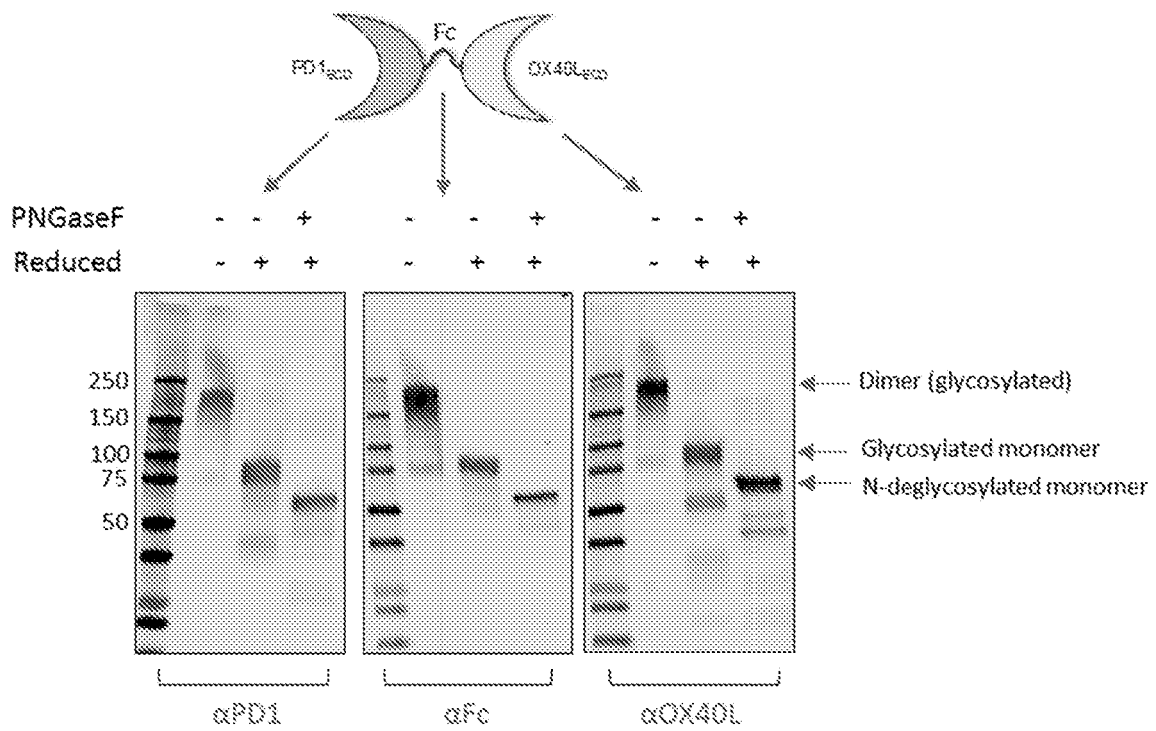 Fc
PD1ECD
OX40LECD
PNGaseF - - + - - + - - +
Reduced - + + - + + - + +
250
150
100
75
50
Dimer (glycosylated)
Glycosylated monomer
N-deglycosylated monomer
αPD1 αFc αOX40L